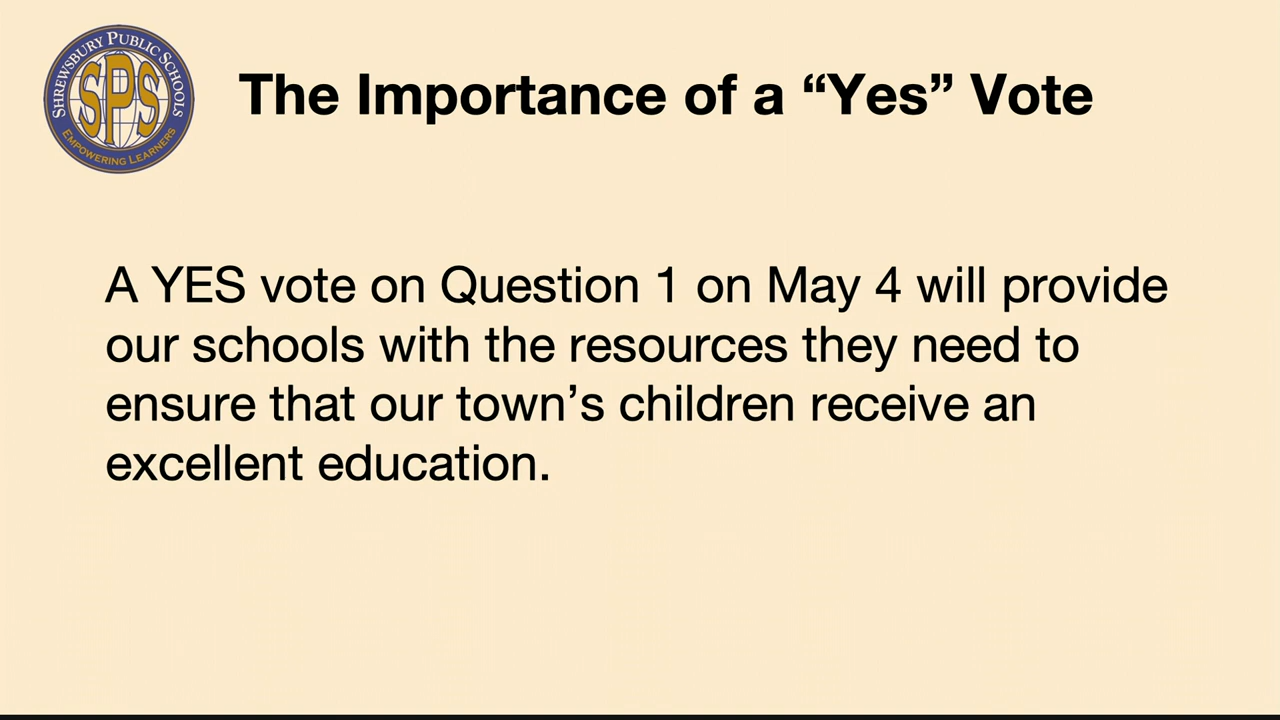 SHREWSBURY PUBLIC SCHOOLS
SPS
EMPOWERING LEARNERS
The Importance of a “Yes” Vote
A YES vote on Question 1 on May 4 will provide
our schools with the resources they need to
ensure that our town’s children receive an
excellent education.